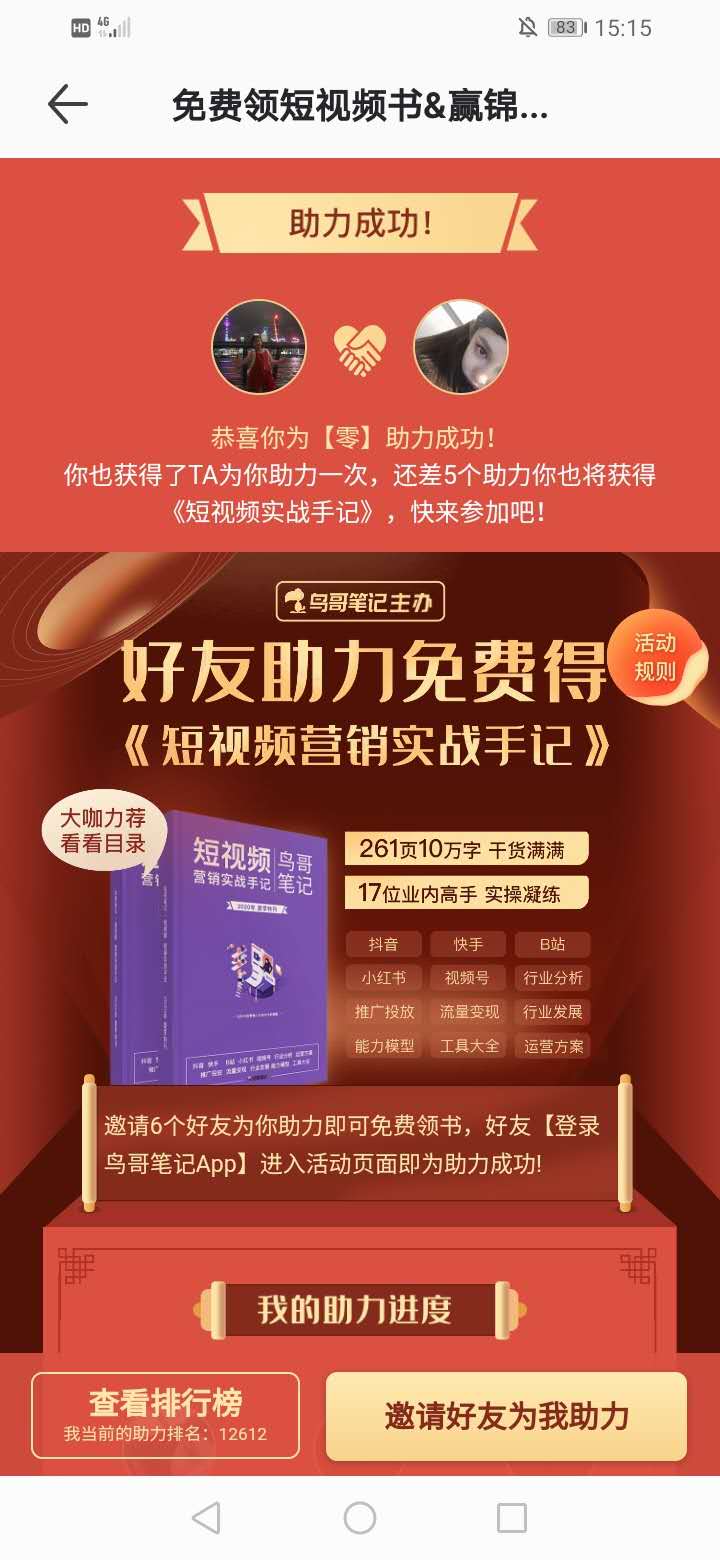 HD 4G 83 15:15
免费领短视频书&赢锦...
助力成功！
恭喜你为【零】助力成功！
你也获得了TA为你助力一次，还差5个助力你也将获得
《短视频实战手记》，快来参加吧！
鸟哥笔记主办
活动
规则
好友助力免费得
《短视频营销实战手记》
大咖力荐
看看目录
短视频
营销实战手记
鸟哥
笔记
261页10万字 干货满满
17位业内高手 实操凝练
抖音 快手 B站
小红书 视频号 行业分析
推广投放 流量变现 行业发展
能力模型 工具大全 运营方案
邀请6个好友为你助力即可免费领书，好友【登录
鸟哥笔记App】进入活动页面即为助力成功!
我的助力进度
查看排行榜
我当前的助力排名：12612
邀请好友为我助力